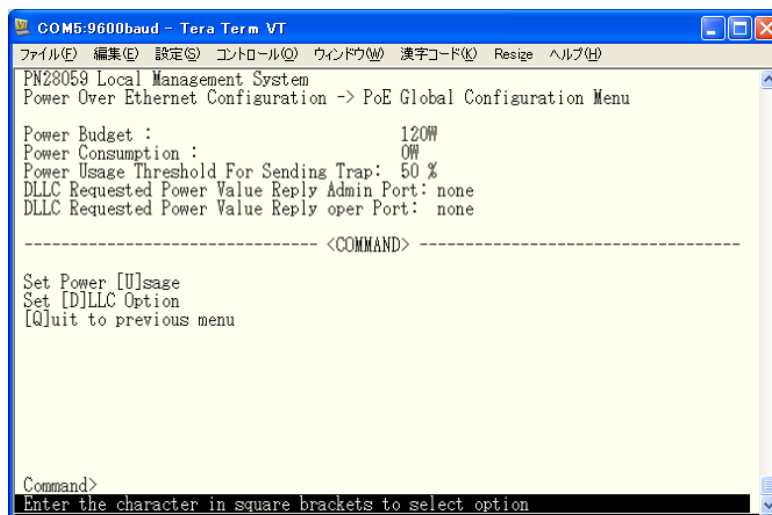 COM5:9600baud - Tera Term VT
ファイル(F) 編集(E) 設定(S) コントロール(O) ウィンドウ(W) 漢字コード(K) Resize ヘルプ(H)
PN28059 Local Management System
Power Over Ethernet Configuration -> PoE Global Configuration Menu
Power Budget : 120W
Power Consumption : 0W
Power Usage Threshold For Sending Trap: 50 %
DLLC Requested Power Value Reply Admin Port: none
DLLC Requested Power Value Reply oper Port: none
-------------------------------- <COMMAND> -----------------------------------
Set Power [U]sage
Set [D]LLC Option
[Q]uit to previous menu
Command>
Enter the character in square brackets to select option